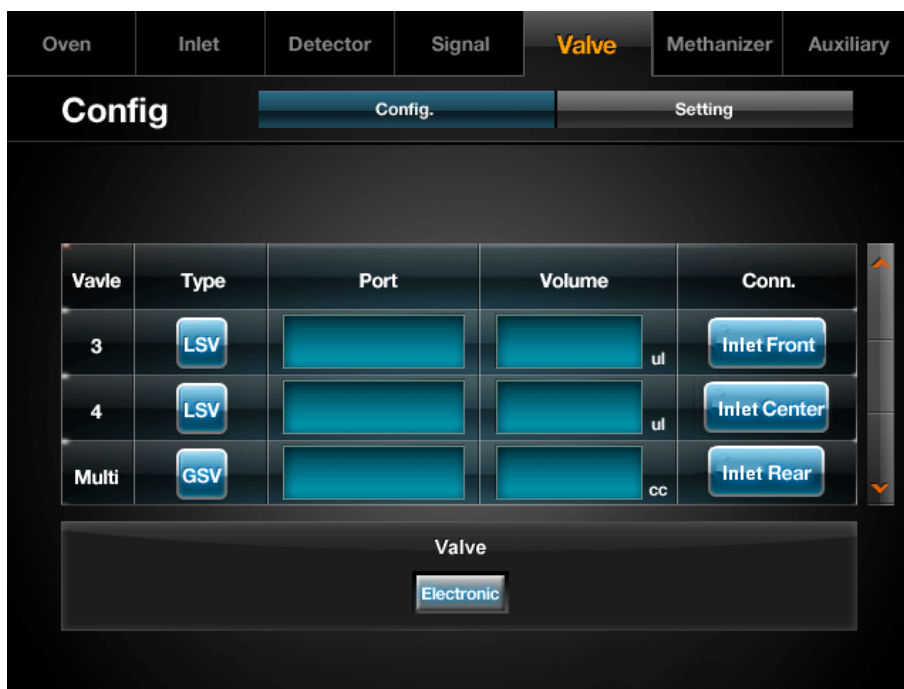 Oven Inlet Detector Signal Valve Methanizer Auxiliary
Config Config. Setting
Vavle Type Port Volume Conn.
3 LSV ul Inlet Front
4 LSV ul Inlet Center
Multi GSV cc Inlet Rear
Valve
Electronic